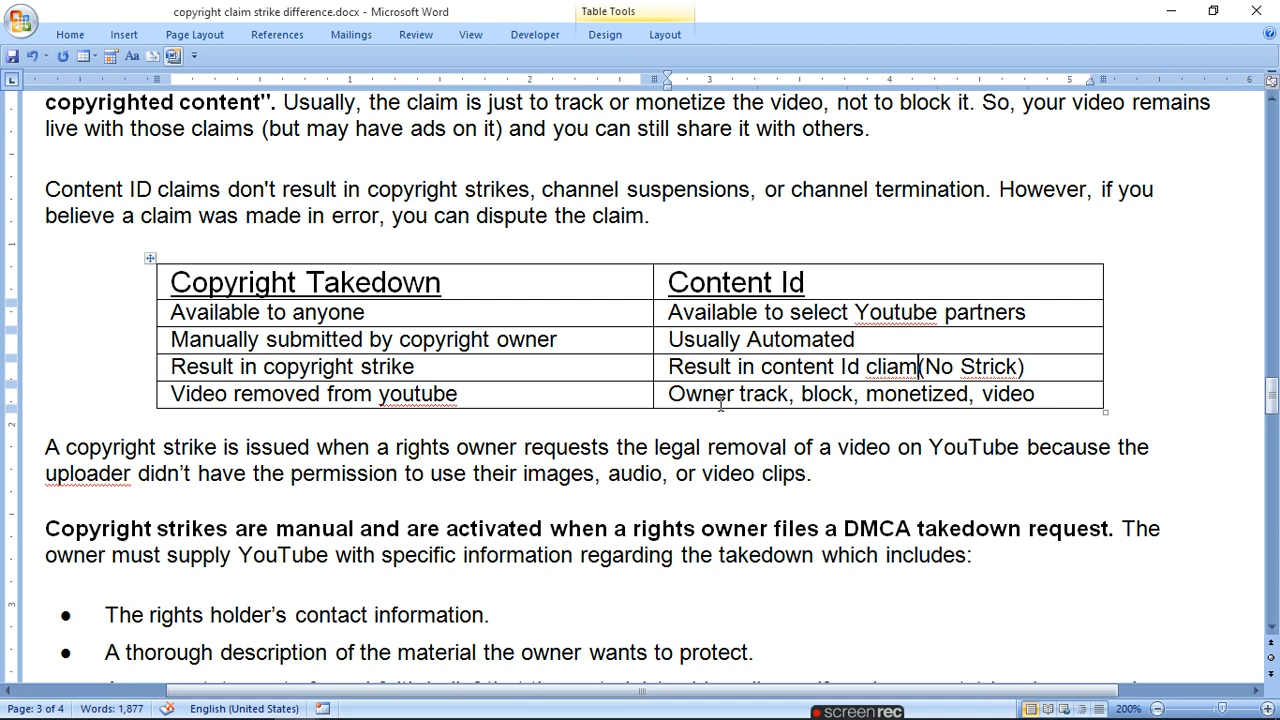 copyright claim strike difference.docx - Microsoft Word
Table Tools
Home Insert Page Layout References Mailings Review View Developer Design Layout
Aa
1 2 3 4 5 6
copyrighted content". Usually, the claim is just to track or monetize the video, not to block it. So, your video remains
live with those claims (but may have ads on it) and you can still share it with others.
Content ID claims don't result in copyright strikes, channel suspensions, or channel termination. However, if you
believe a claim was made in error, you can dispute the claim.
Copyright Takedown Content Id
Available to anyone Available to select Youtube partners
Manually submitted by copyright owner Usually Automated
Result in copyright strike Result in content Id cliam(No Strick)
Video removed from youtube Owner track, block, monetized, video
A copyright strike is issued when a rights owner requests the legal removal of a video on YouTube because the
uploader didn’t have the permission to use their images, audio, or video clips.
Copyright strikes are manual and are activated when a rights owner files a DMCA takedown request. The
owner must supply YouTube with specific information regarding the takedown which includes:
● The rights holder’s contact information.
● A thorough description of the material the owner wants to protect.
Page: 3 of 4 Words: 1,877 English (United States) 200%
screenrec